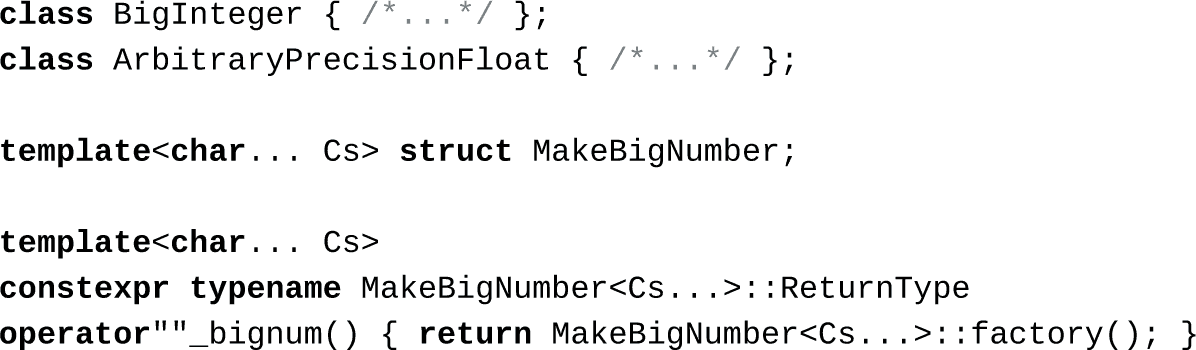 class BigInteger { /*...*/ };
class ArbitraryPrecisionFloat { /*...*/ };
template<char... Cs> struct MakeBigNumber;
template<char... Cs>
constexpr typename MakeBigNumber<Cs...>::ReturnType
operator""_bignum() { return MakeBigNumber<Cs...>::factory(); }